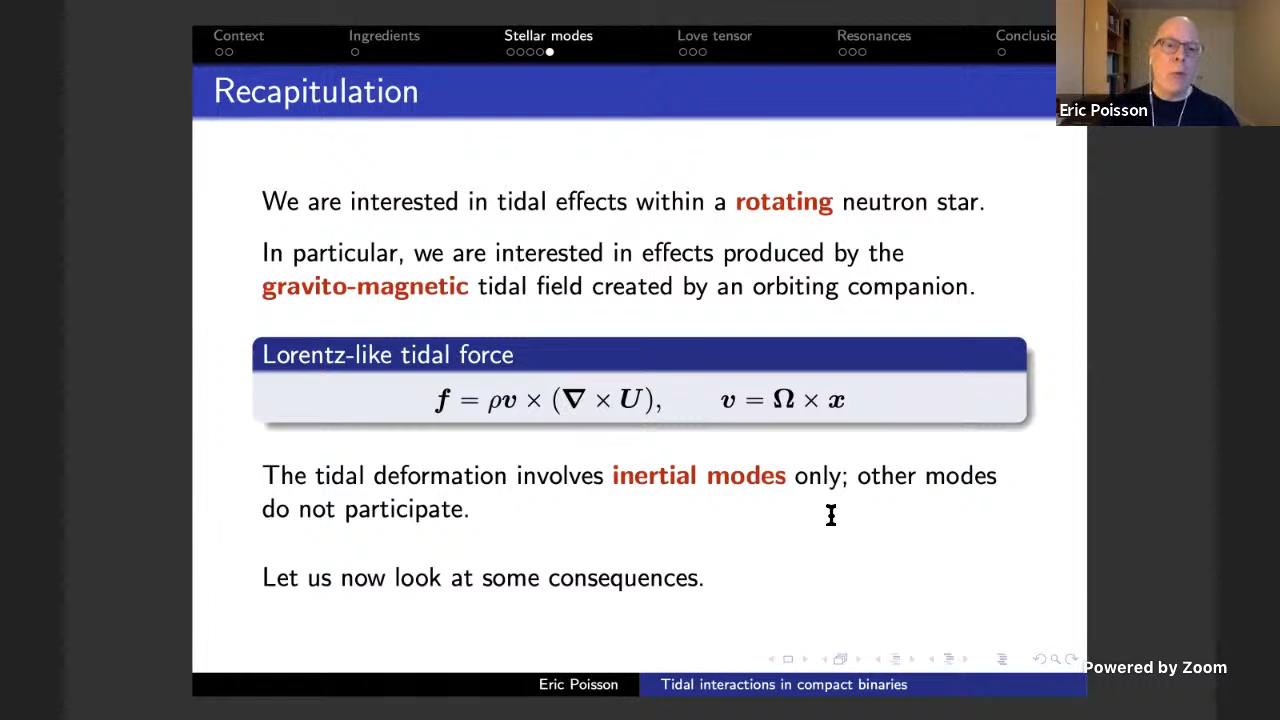 Context Ingredients Stellar modes Love tensor Resonances Conclusio
Recapitulation
Eric Poisson
We are interested in tidal effects within a rotating neutron star.
In particular, we are interested in effects produced by the
gravito-magnetic tidal field created by an orbiting companion.
Lorentz-like tidal force
f = ρv × (∇ × U), v = Ω × x
The tidal deformation involves inertial modes only; other modes
do not participate.
Let us now look at some consequences.
Powered by Zoom
Eric Poisson Tidal interactions in compact binaries